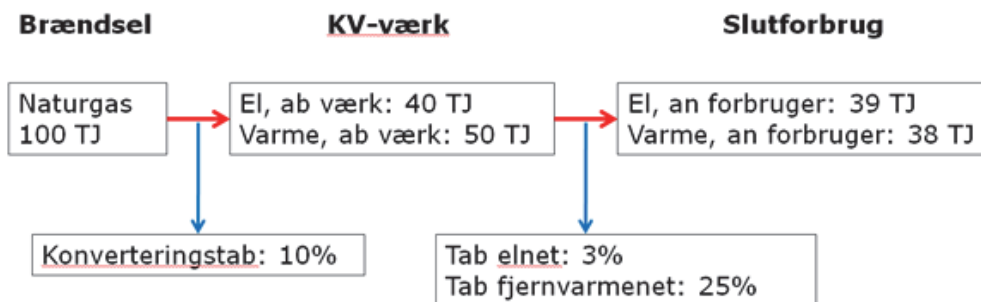 Brændsel
KV-værk
Slutforbrug
Naturgas
100 TJ
El, ab værk: 40 TJ
Varme, ab værk: 50 TJ
El, an forbruger: 39 TJ
Varme, an forbruger: 38 TJ
Konverteringstab: 10%
Tab elnet: 3%
Tab fjernvarmenet: 25%